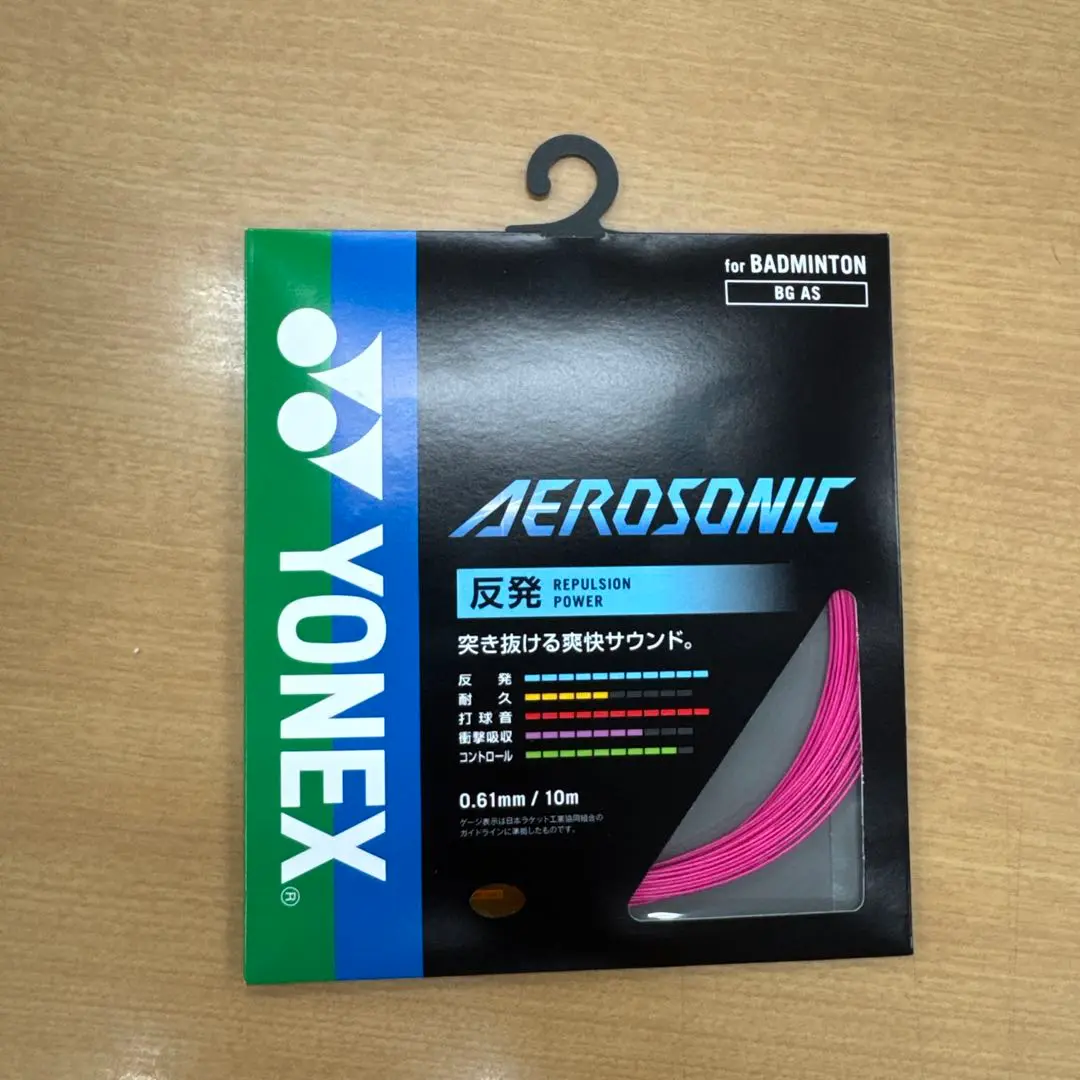 YONEX®
for BADMINTON
BG AS
AEROSONIC
反発 REPULSION POWER
突き抜ける爽快サウンド。
反発
耐久
打球音
衝撃吸収
コントロール
0.61mm / 10m
ゲージ表示は日本ラケット工業協同組合の
ガイドラインに準拠したものです。